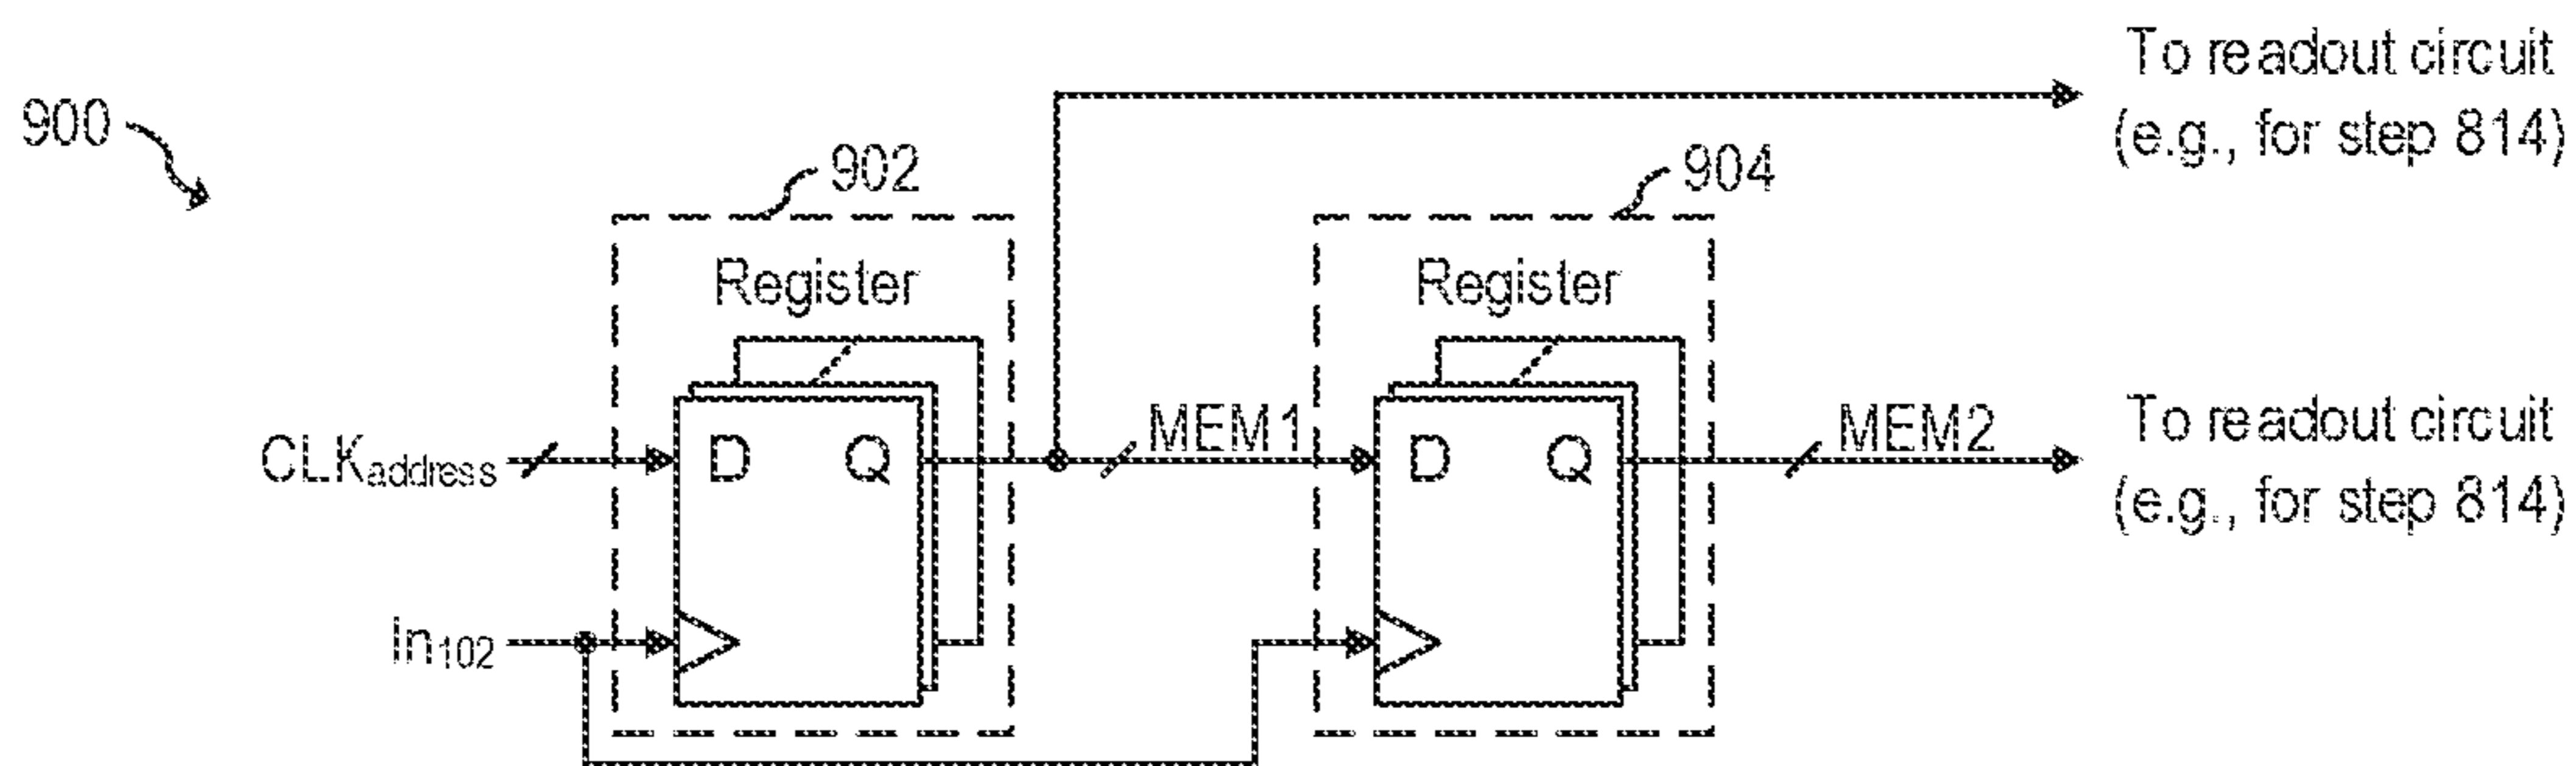 900
902
904
To readout circuit
(e.g., for step 814)
Register
Register
CLKaddress
D Q
MEM1
D Q
MEM2
To readout circuit
(e.g., for step 814)
In102